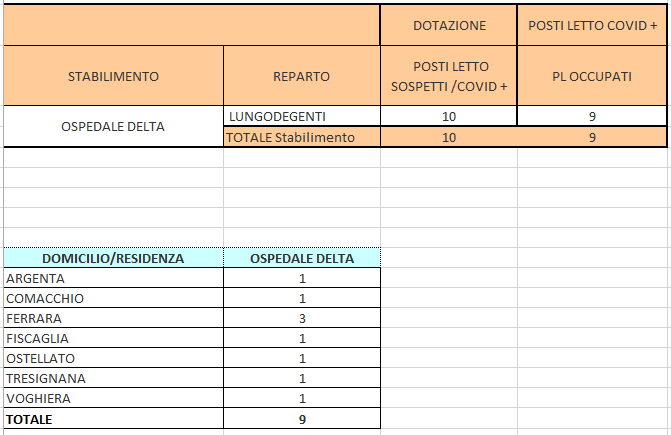 DOTAZIONE POSTI LETTO COVID +
STABILIMENTO REPARTO POSTI LETTO SOSPETTI /COVID + PL OCCUPATI
OSPEDALE DELTA LUNGODEGENTI 10 9
TOTALE Stabilimento 10 9
DOMICILIO/RESIDENZA OSPEDALE DELTA
ARGENTA 1
COMACCHIO 1
FERRARA 3
FISCAGLIA 1
OSTELLATO 1
TRESIGNANA 1
VOGHIERA 1
TOTALE 9